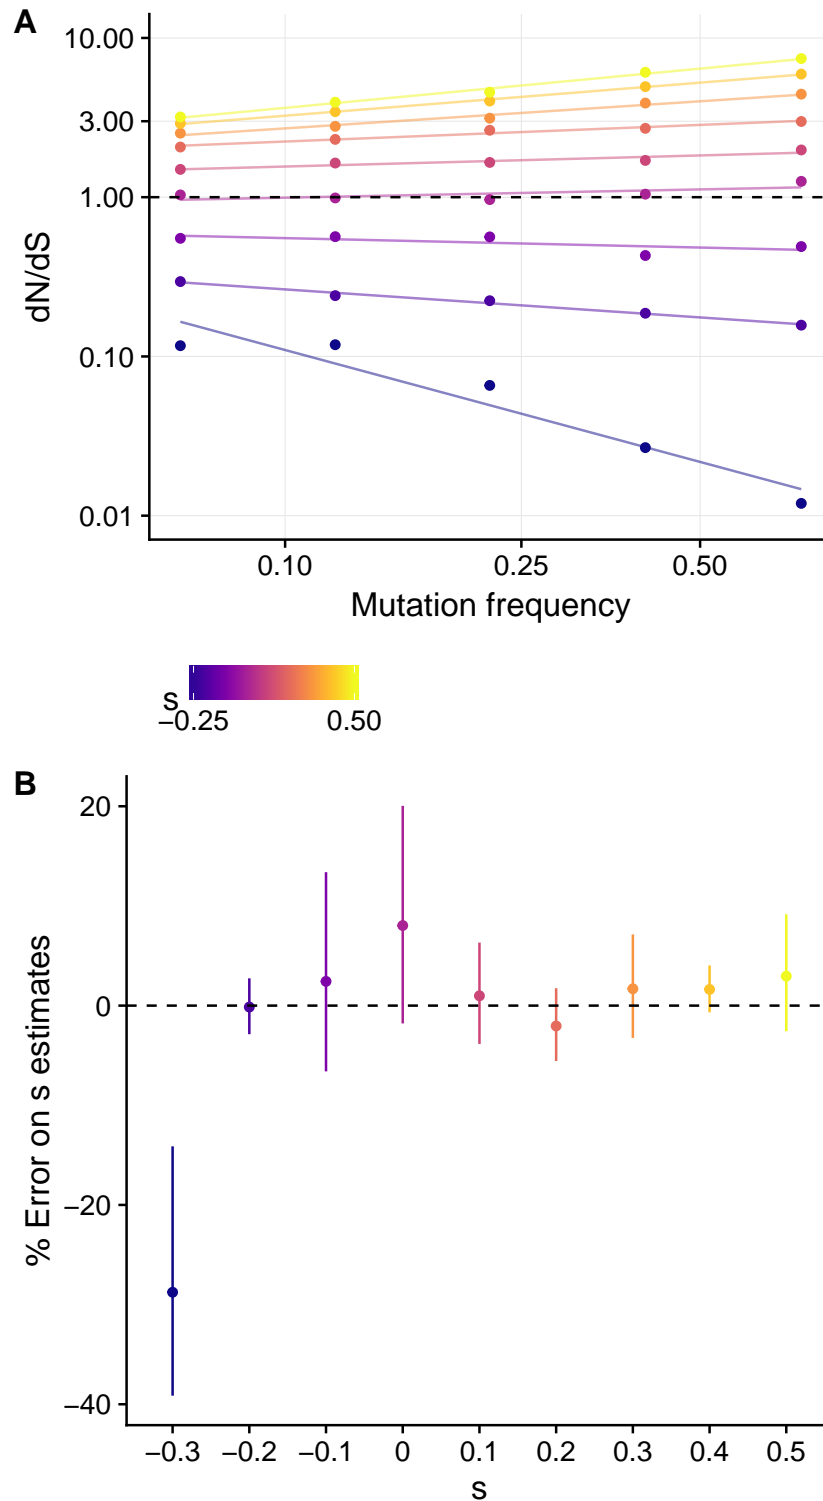 A
10.00
3.00
1.00
0.10
0.01
dN/dS
0.10 0.25 0.50
Mutation frequency
s
−0.25 0.50
B
20
0
−20
−40
% Error on s estimates
−0.3 −0.2 −0.1 0 0.1 0.2 0.3 0.4 0.5
s